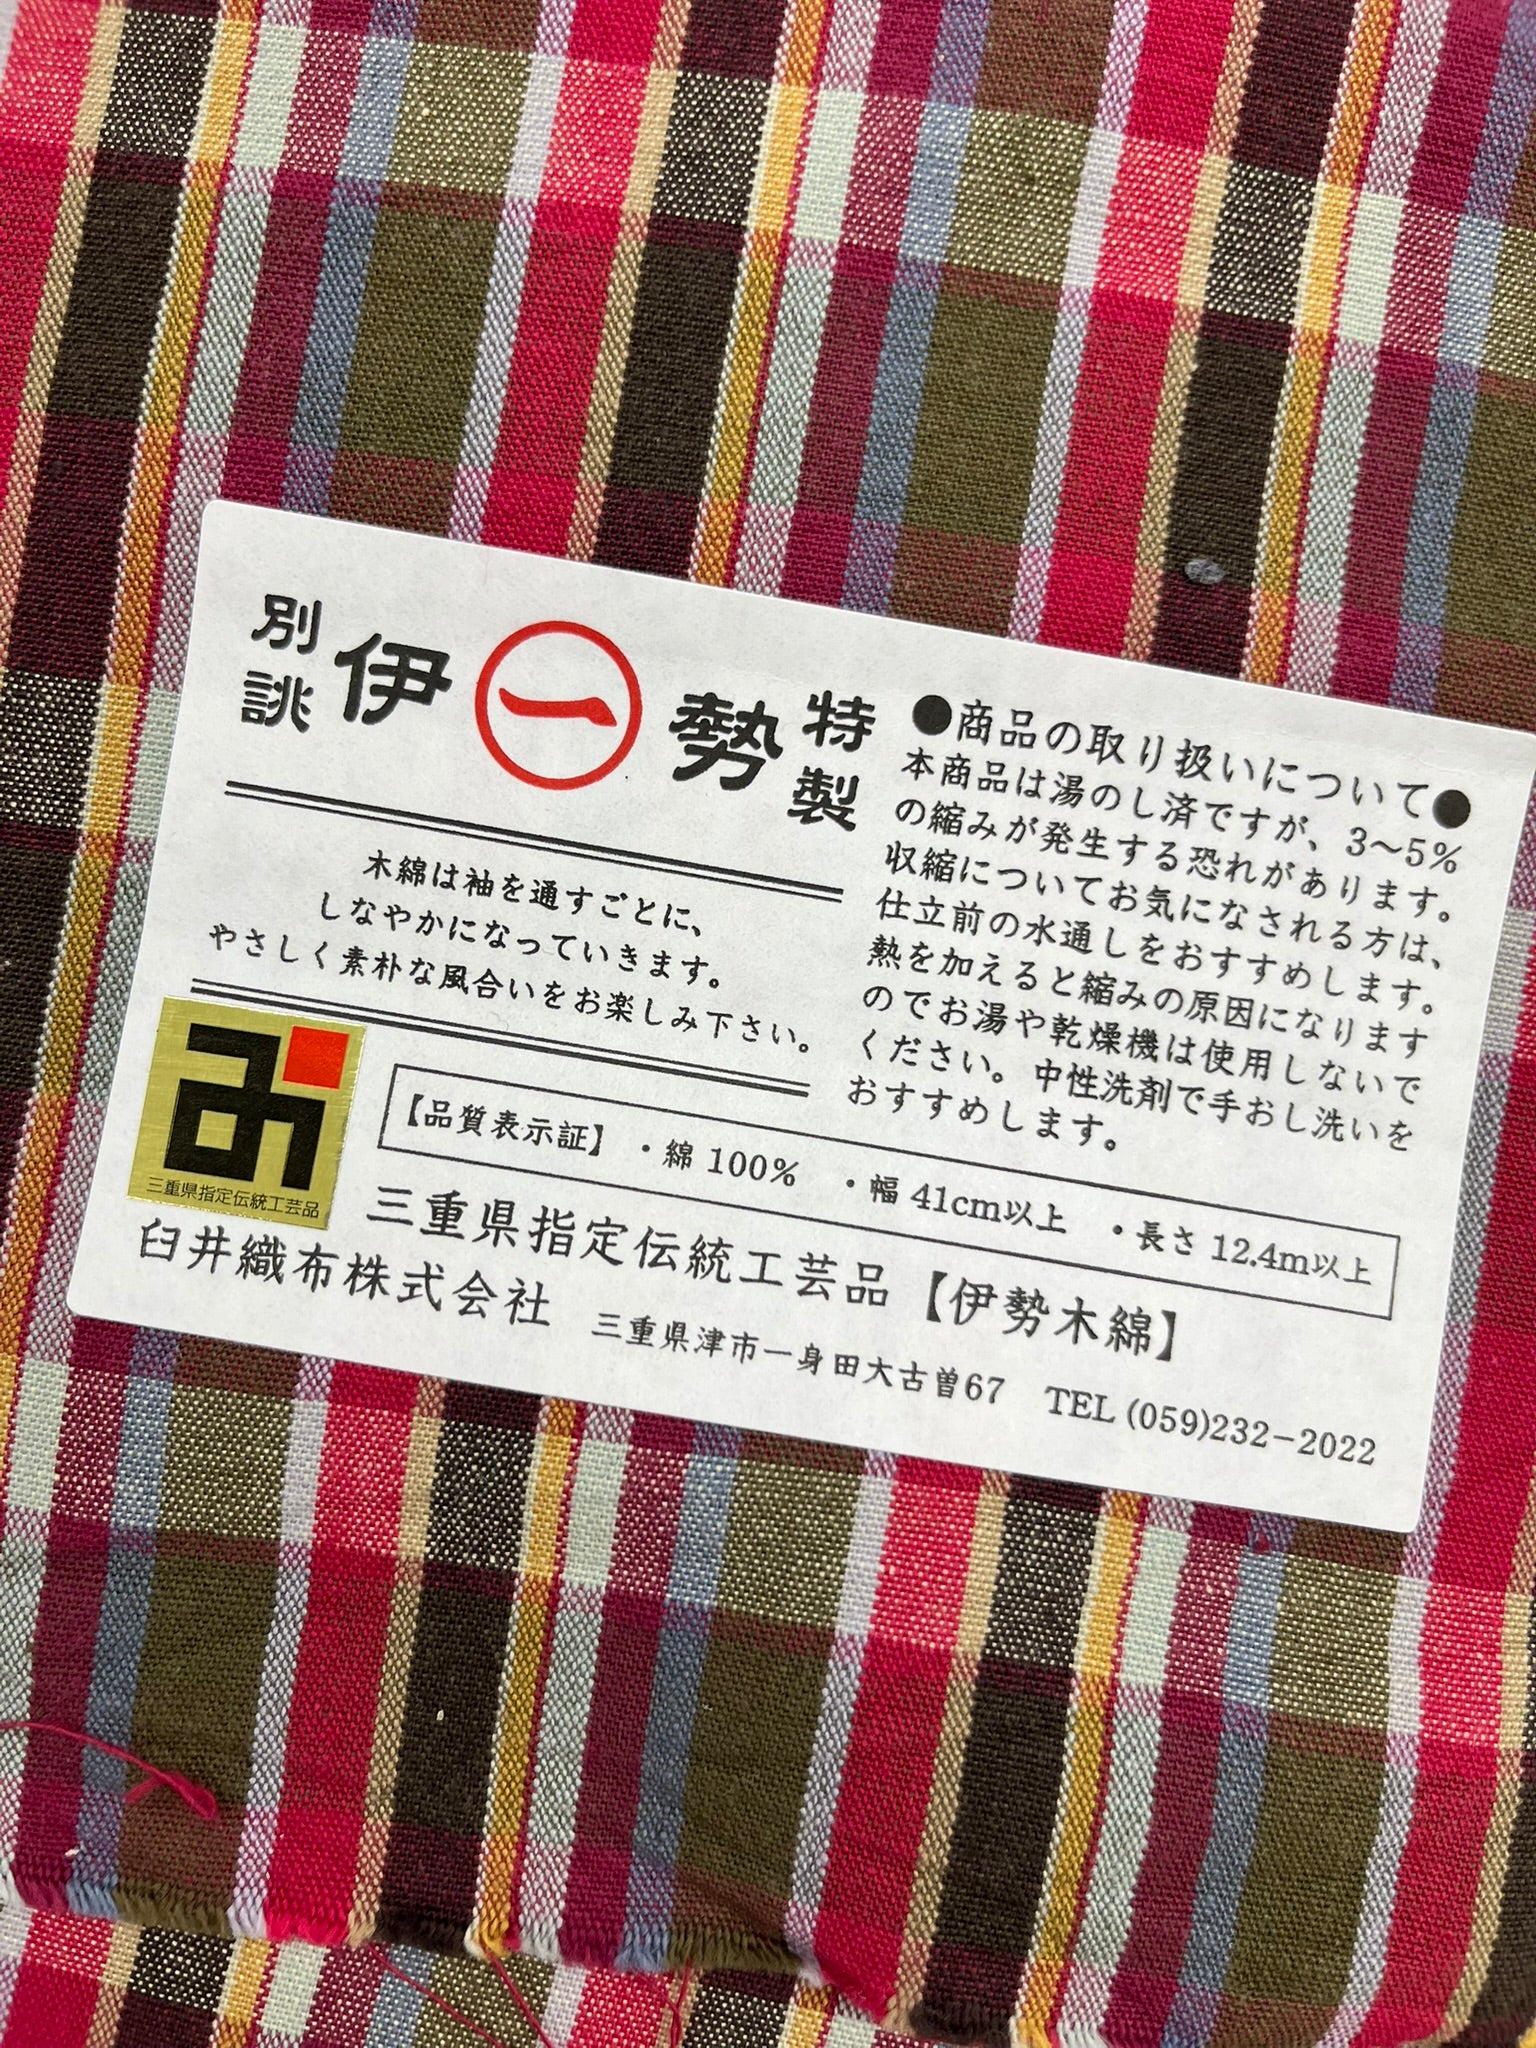 別誂 伊 一 勢 特製
木綿は袖を通すごとに、
しなやかになっていきます。
やさしく素朴な風合いをお楽しみ下さい。
●商品の取り扱いについて●
本商品は湯のし済ですが、3〜5%
の縮みが発生する恐れがあります。
収縮についてお気になされる方は、
仕立前の水通しをおすすめします。
熱を加えると縮みの原因になります
のでお湯や乾燥機は使用しないで
ください。中性洗剤で手おし洗いを
おすすめします。
【品質表示証】 ・綿 100% ・幅 41cm以上 ・長さ 12.4m以上
三重県指定伝統工芸品
三重県指定伝統工芸品【伊勢木綿】
臼井織布株式会社 三重県津市一身田大古曽67 TEL (059)232−2022